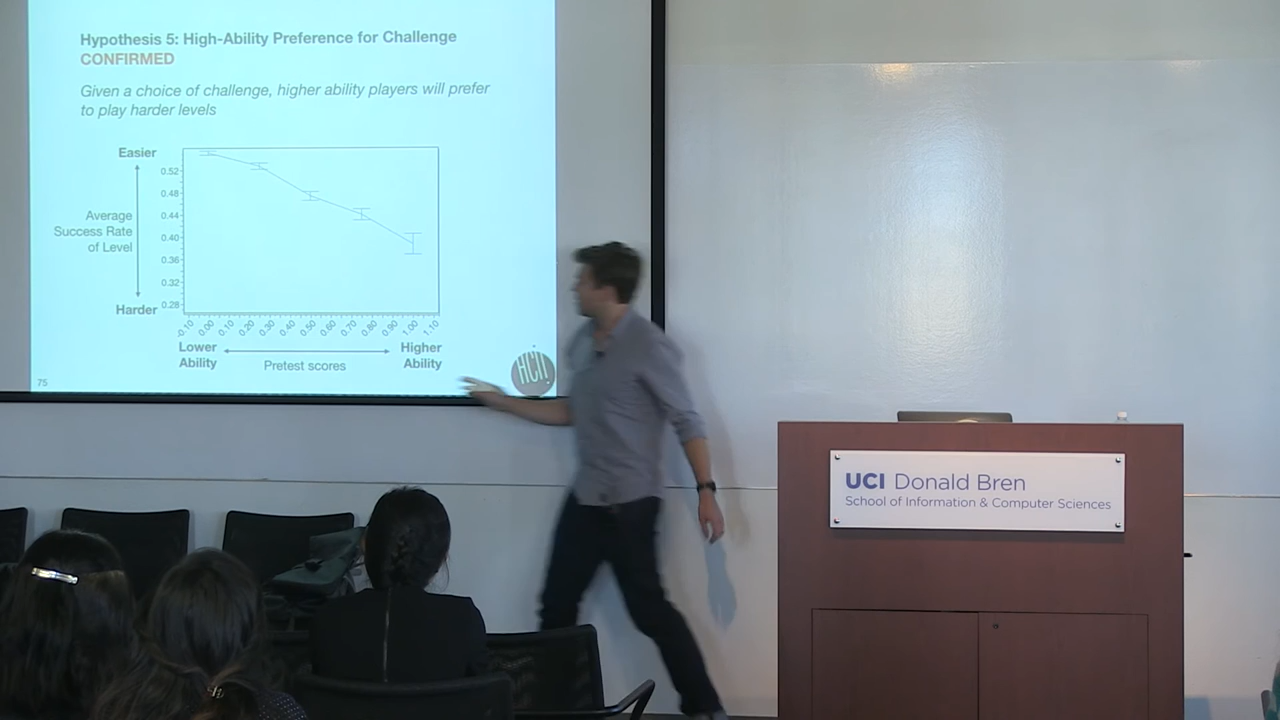 Hypothesis 5: High-Ability Preference for Challenge
CONFIRMED
Given a choice of challenge, higher ability players will prefer
to play harder levels
Easier
Average
Success Rate
of Level
Harder
0.52
0.48
0.44
0.40
0.36
0.32
0.28
-0.10 0.00 0.10 0.20 0.30 0.40 0.50 0.60 0.70 0.80 0.90 1.00 1.10
Lower
Ability
Pretest scores
Higher
Ability
75
HCII
UCI Donald Bren
School of Information & Computer Sciences